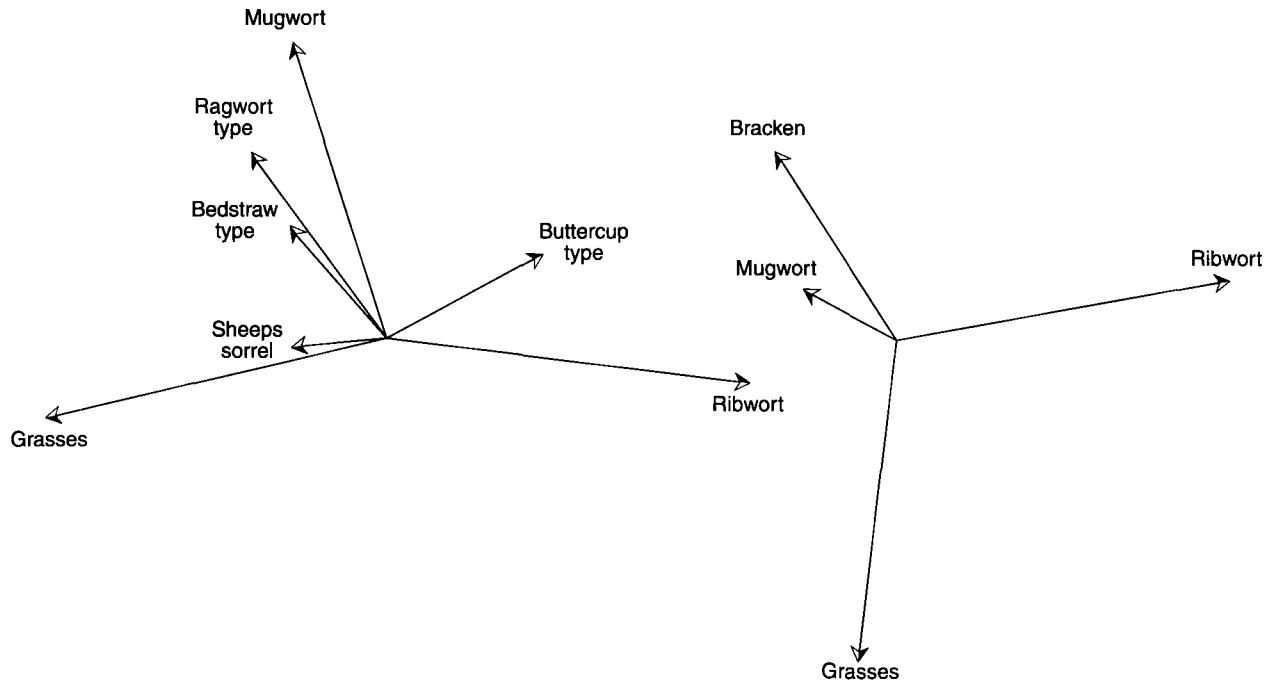 Mugwort
Ragwort
type
Bedstraw
type
Buttercup
type
Sheeps
sorrel
Grasses
Ribwort
Bracken
Mugwort
Ribwort
Grasses